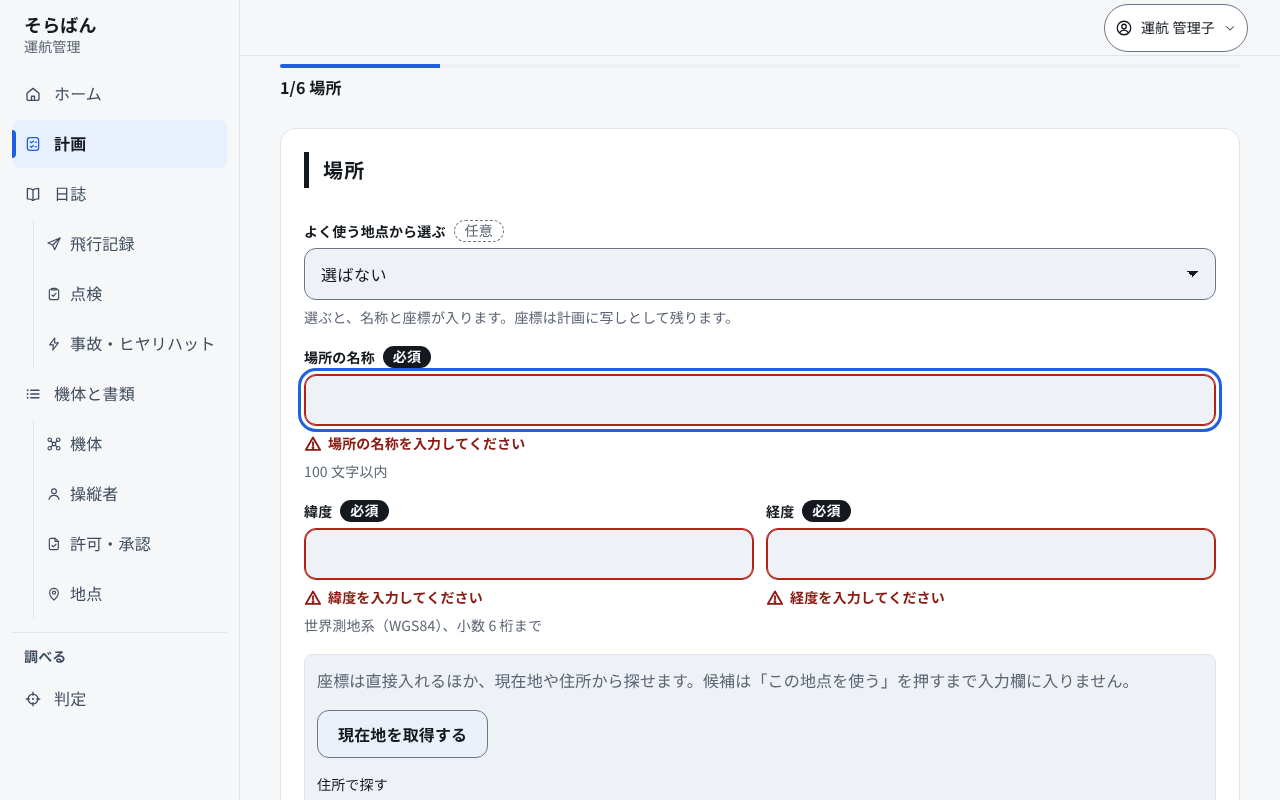 そらばん
運航管理
運航 管理子
ホーム
計画
日誌
飛行記録
点検
事故・ヒヤリハット
機体と書類
機体
操縦者
許可・承認
地点
調べる
判定
1/6 場所
場所
よく使う地点から選ぶ 任意
選ばない
選ぶと、名称と座標が入ります。座標は計画に写しとして残ります。
場所の名称 必須
場所の名称を入力してください
100 文字以内
緯度 必須
経度 必須
緯度を入力してください
経度を入力してください
世界測地系（WGS84）、小数 6 桁まで
座標は直接入れるほか、現在地や住所から探せます。候補は「この地点を使う」を押すまで入力欄に入りません。
現在地を取得する
住所で探す